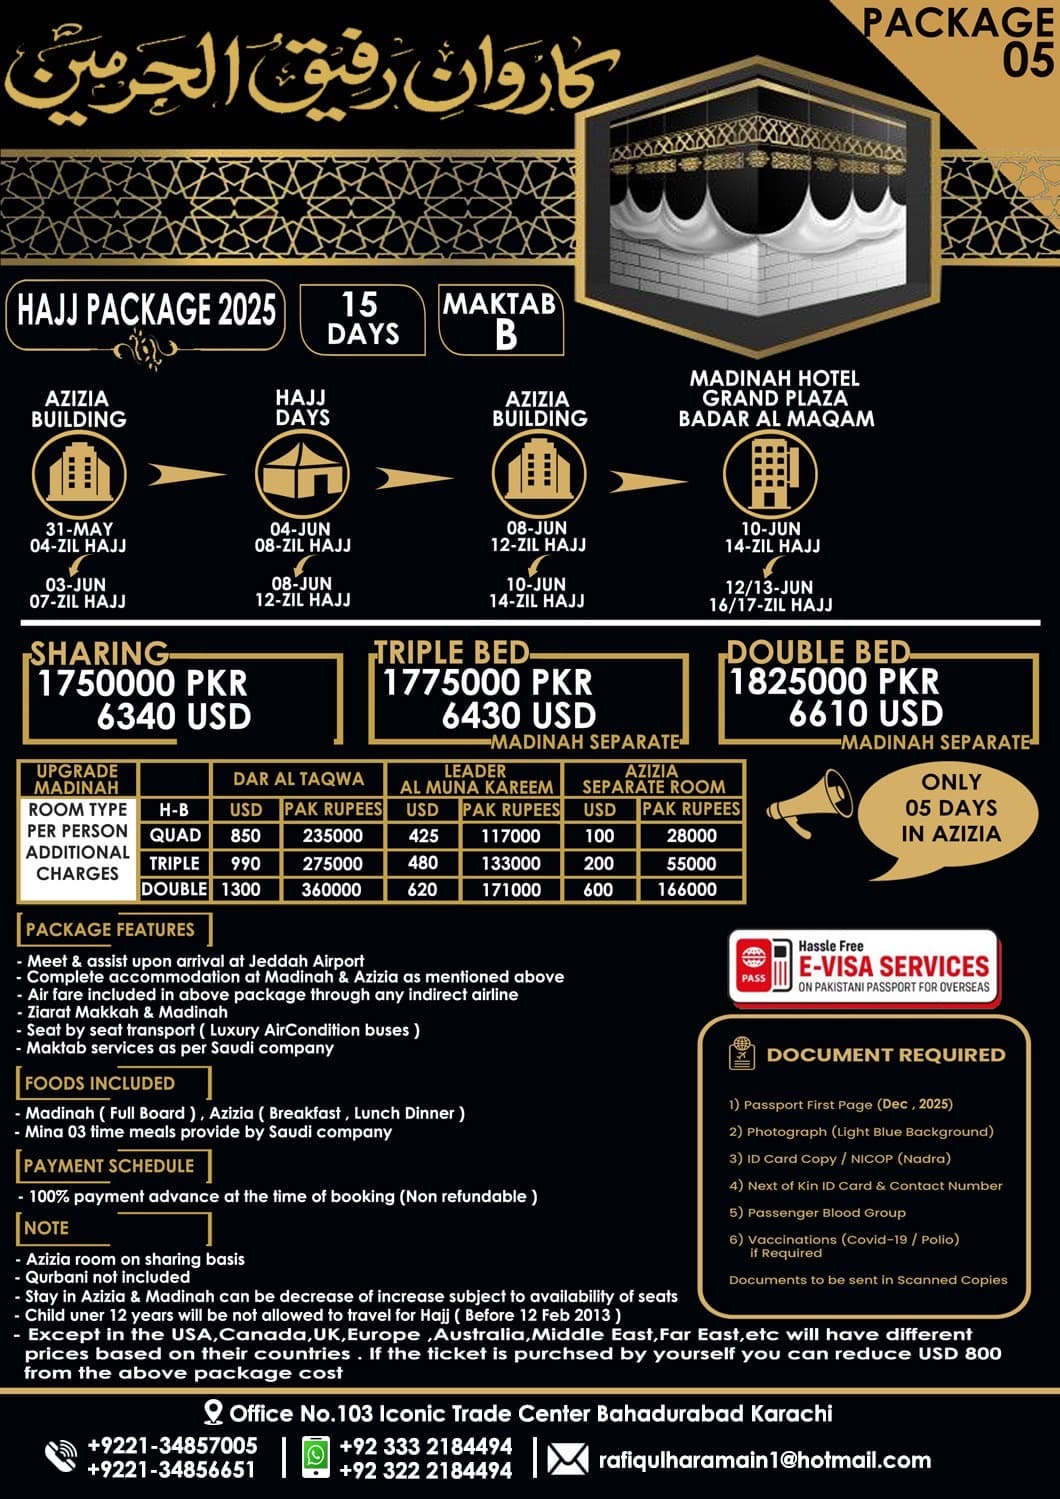 PACKAGE
05
کاروان رفیق الحرمین
HAJJ PACKAGE 2025
15
DAYS
MAKTAB
B
AZIZIA
BUILDING
31-MAY
04-ZIL HAJJ
03-JUN
07-ZIL HAJJ
HAJJ
DAYS
04-JUN
08-ZIL HAJJ
08-JUN
12-ZIL HAJJ
AZIZIA
BUILDING
08-JUN
12-ZIL HAJJ
10-JUN
14-ZIL HAJJ
MADINAH HOTEL
GRAND PLAZA
BADAR AL MAQAM
10-JUN
14-ZIL HAJJ
12/13-JUN
16/17-ZIL HAJJ
SHARING
1750000 PKR
6340 USD
TRIPLE BED
1775000 PKR
6430 USD
MADINAH SEPARATE
DOUBLE BED
1825000 PKR
6610 USD
MADINAH SEPARATE
UPGRADE MADINAH DAR AL TAQWA LEADER AL MUNA KAREEM AZIZIA SEPARATE ROOM
ROOM TYPE PER PERSON ADDITIONAL CHARGES
H-B USD PAK RUPEES USD PAK RUPEES USD PAK RUPEES
QUAD 850 235000 425 117000 100 28000
TRIPLE 990 275000 480 133000 200 55000
DOUBLE 1300 360000 620 171000 600 166000
ONLY
05 DAYS
IN AZIZIA
PACKAGE FEATURES
- Meet & assist upon arrival at Jeddah Airport
- Complete accommodation at Madinah & Azizia as mentioned above
- Air fare included in above package through any indirect airline
- Ziarat Makkah & Madinah
- Seat by seat transport ( Luxury AirCondition buses )
- Maktab services as per Saudi company
FOODS INCLUDED
- Madinah ( Full Board ) , Azizia ( Breakfast , Lunch Dinner )
- Mina 03 time meals provide by Saudi company
PAYMENT SCHEDULE
- 100% payment advance at the time of booking (Non refundable )
NOTE
- Azizia room on sharing basis
- Qurbani not included
- Stay in Azizia & Madinah can be decrease of increase subject to availability of seats
- Child uner 12 years will be not allowed to travel for Hajj ( Before 12 Feb 2013 )
- Except in the USA,Canada,UK,Europe ,Australia,Middle East,Far East,etc will have different
prices based on their countries . If the ticket is purchsed by yourself you can reduce USD 800
from the above package cost
PASS
Hassle Free
E-VISA SERVICES
ON PAKISTANI PASSPORT FOR OVERSEAS
DOCUMENT REQUIRED
1) Passport First Page (Dec , 2025)
2) Photograph (Light Blue Background)
3) ID Card Copy / NICOP (Nadra)
4) Next of Kin ID Card & Contact Number
5) Passenger Blood Group
6) Vaccinations (Covid-19 / Polio)
if Required
Documents to be sent in Scanned Copies
Office No.103 Iconic Trade Center Bahadurabad Karachi
+9221-34857005
+9221-34856651
+92 333 2184494
+92 322 2184494
rafiqulharamain1@hotmail.com